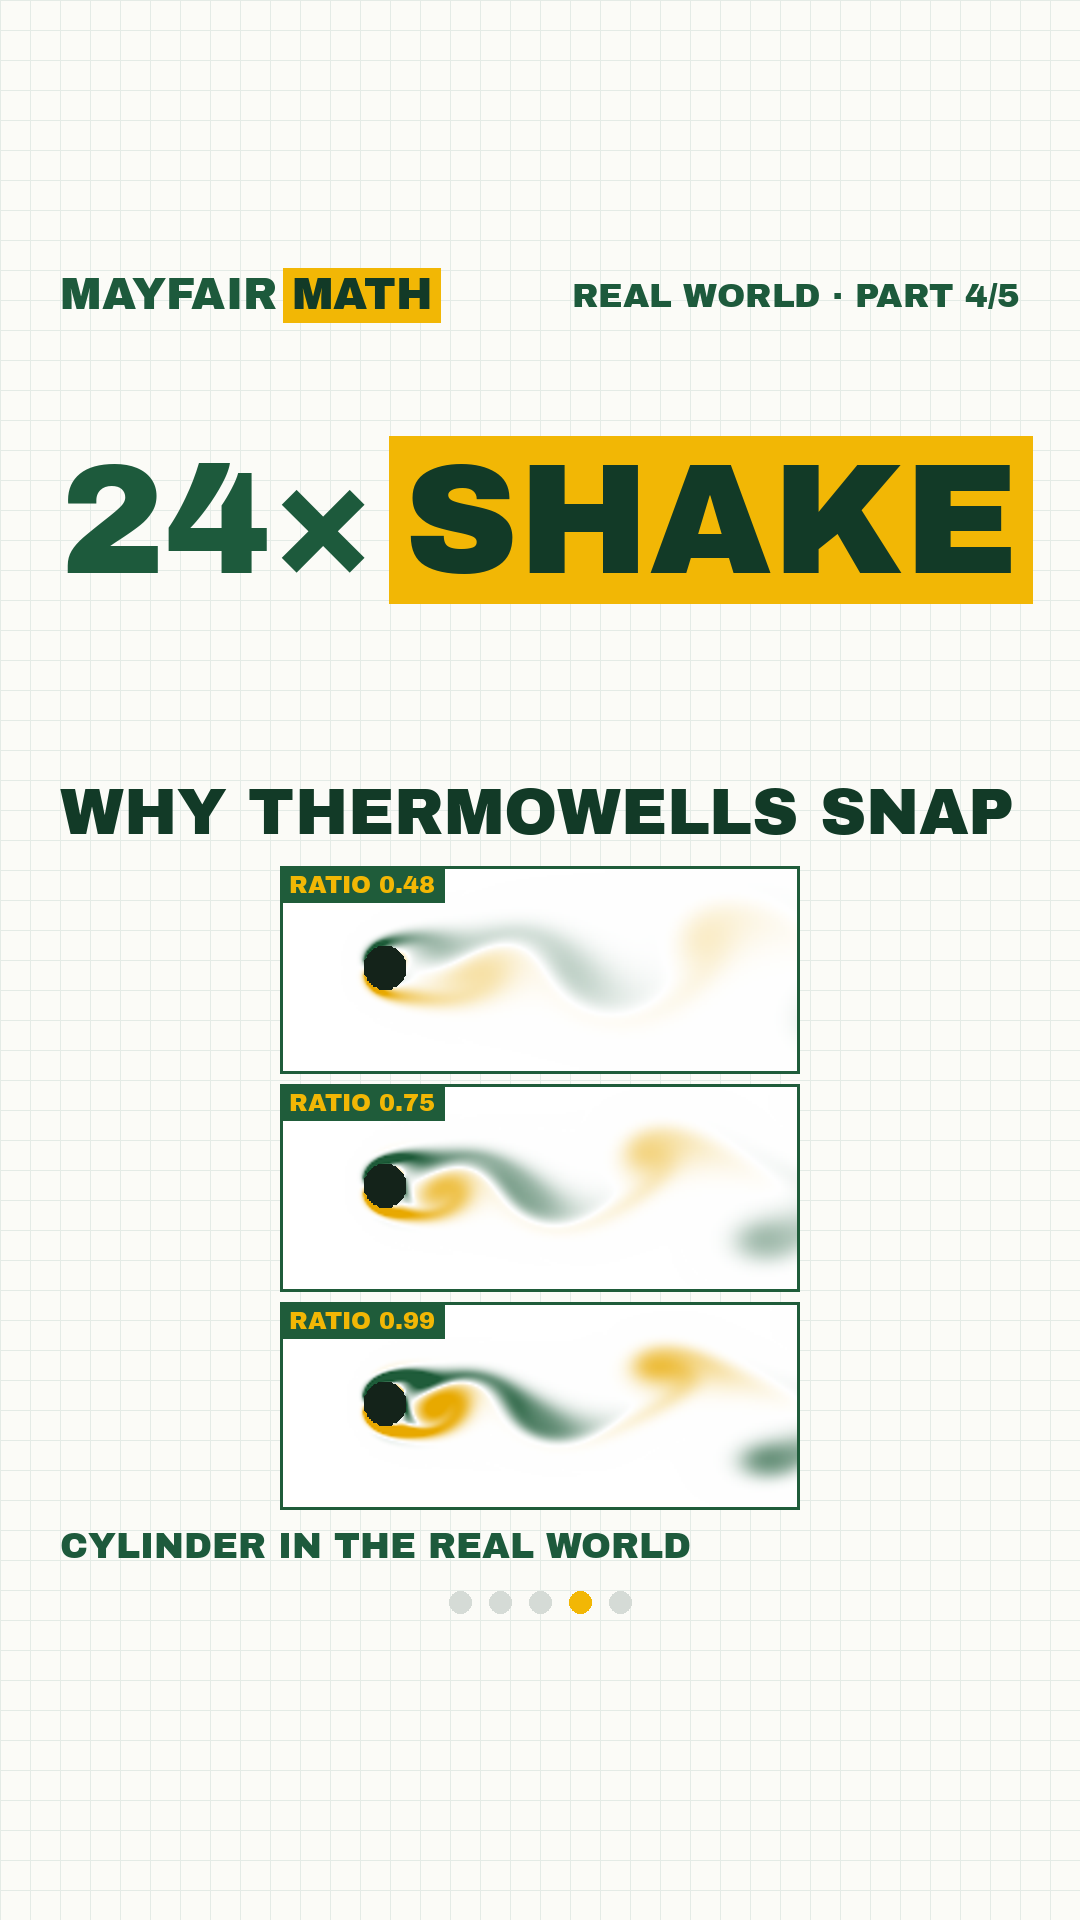 MAYFAIR MATH
REAL WORLD · PART 4/5
24× SHAKE
WHY THERMOWELLS SNAP
RATIO 0.48
RATIO 0.75
RATIO 0.99
CYLINDER IN THE REAL WORLD